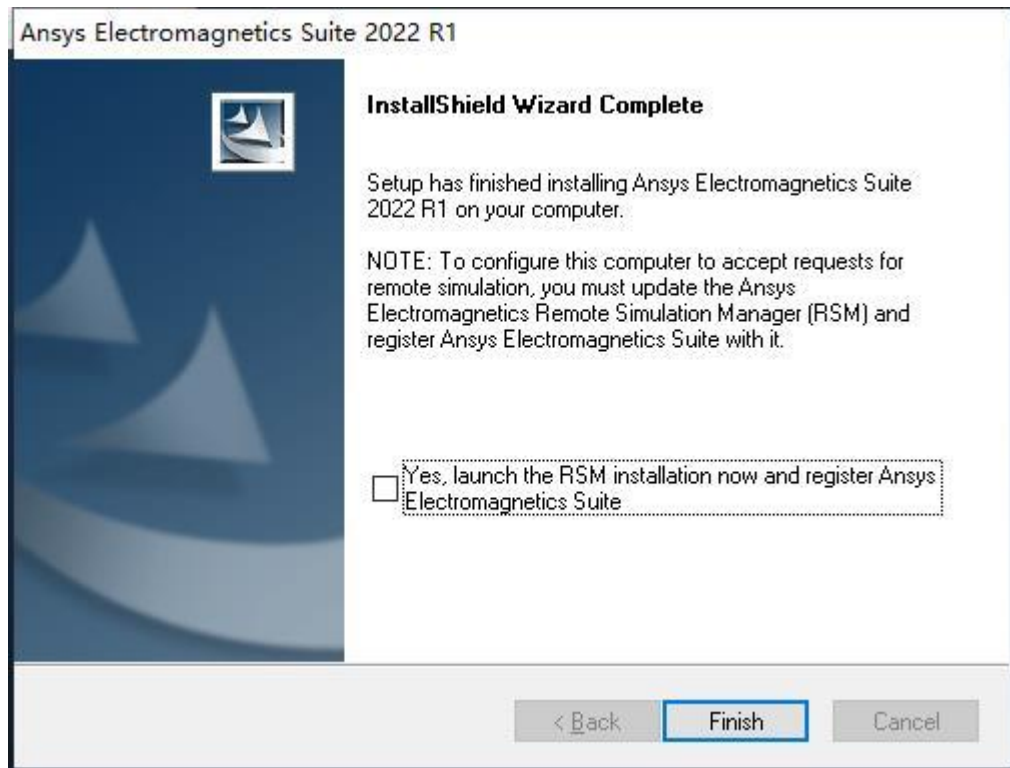 Ansys Electromagnetics Suite 2022 R1
InstallShield Wizard Complete
Setup has finished installing Ansys Electromagnetics Suite
2022 R1 on your computer.
NOTE: To configure this computer to accept requests for
remote simulation, you must update the Ansys
Electromagnetics Remote Simulation Manager (RSM) and
register Ansys Electromagnetics Suite with it.
Yes, launch the RSM installation now and register Ansys
Electromagnetics Suite
< Back Finish Cancel